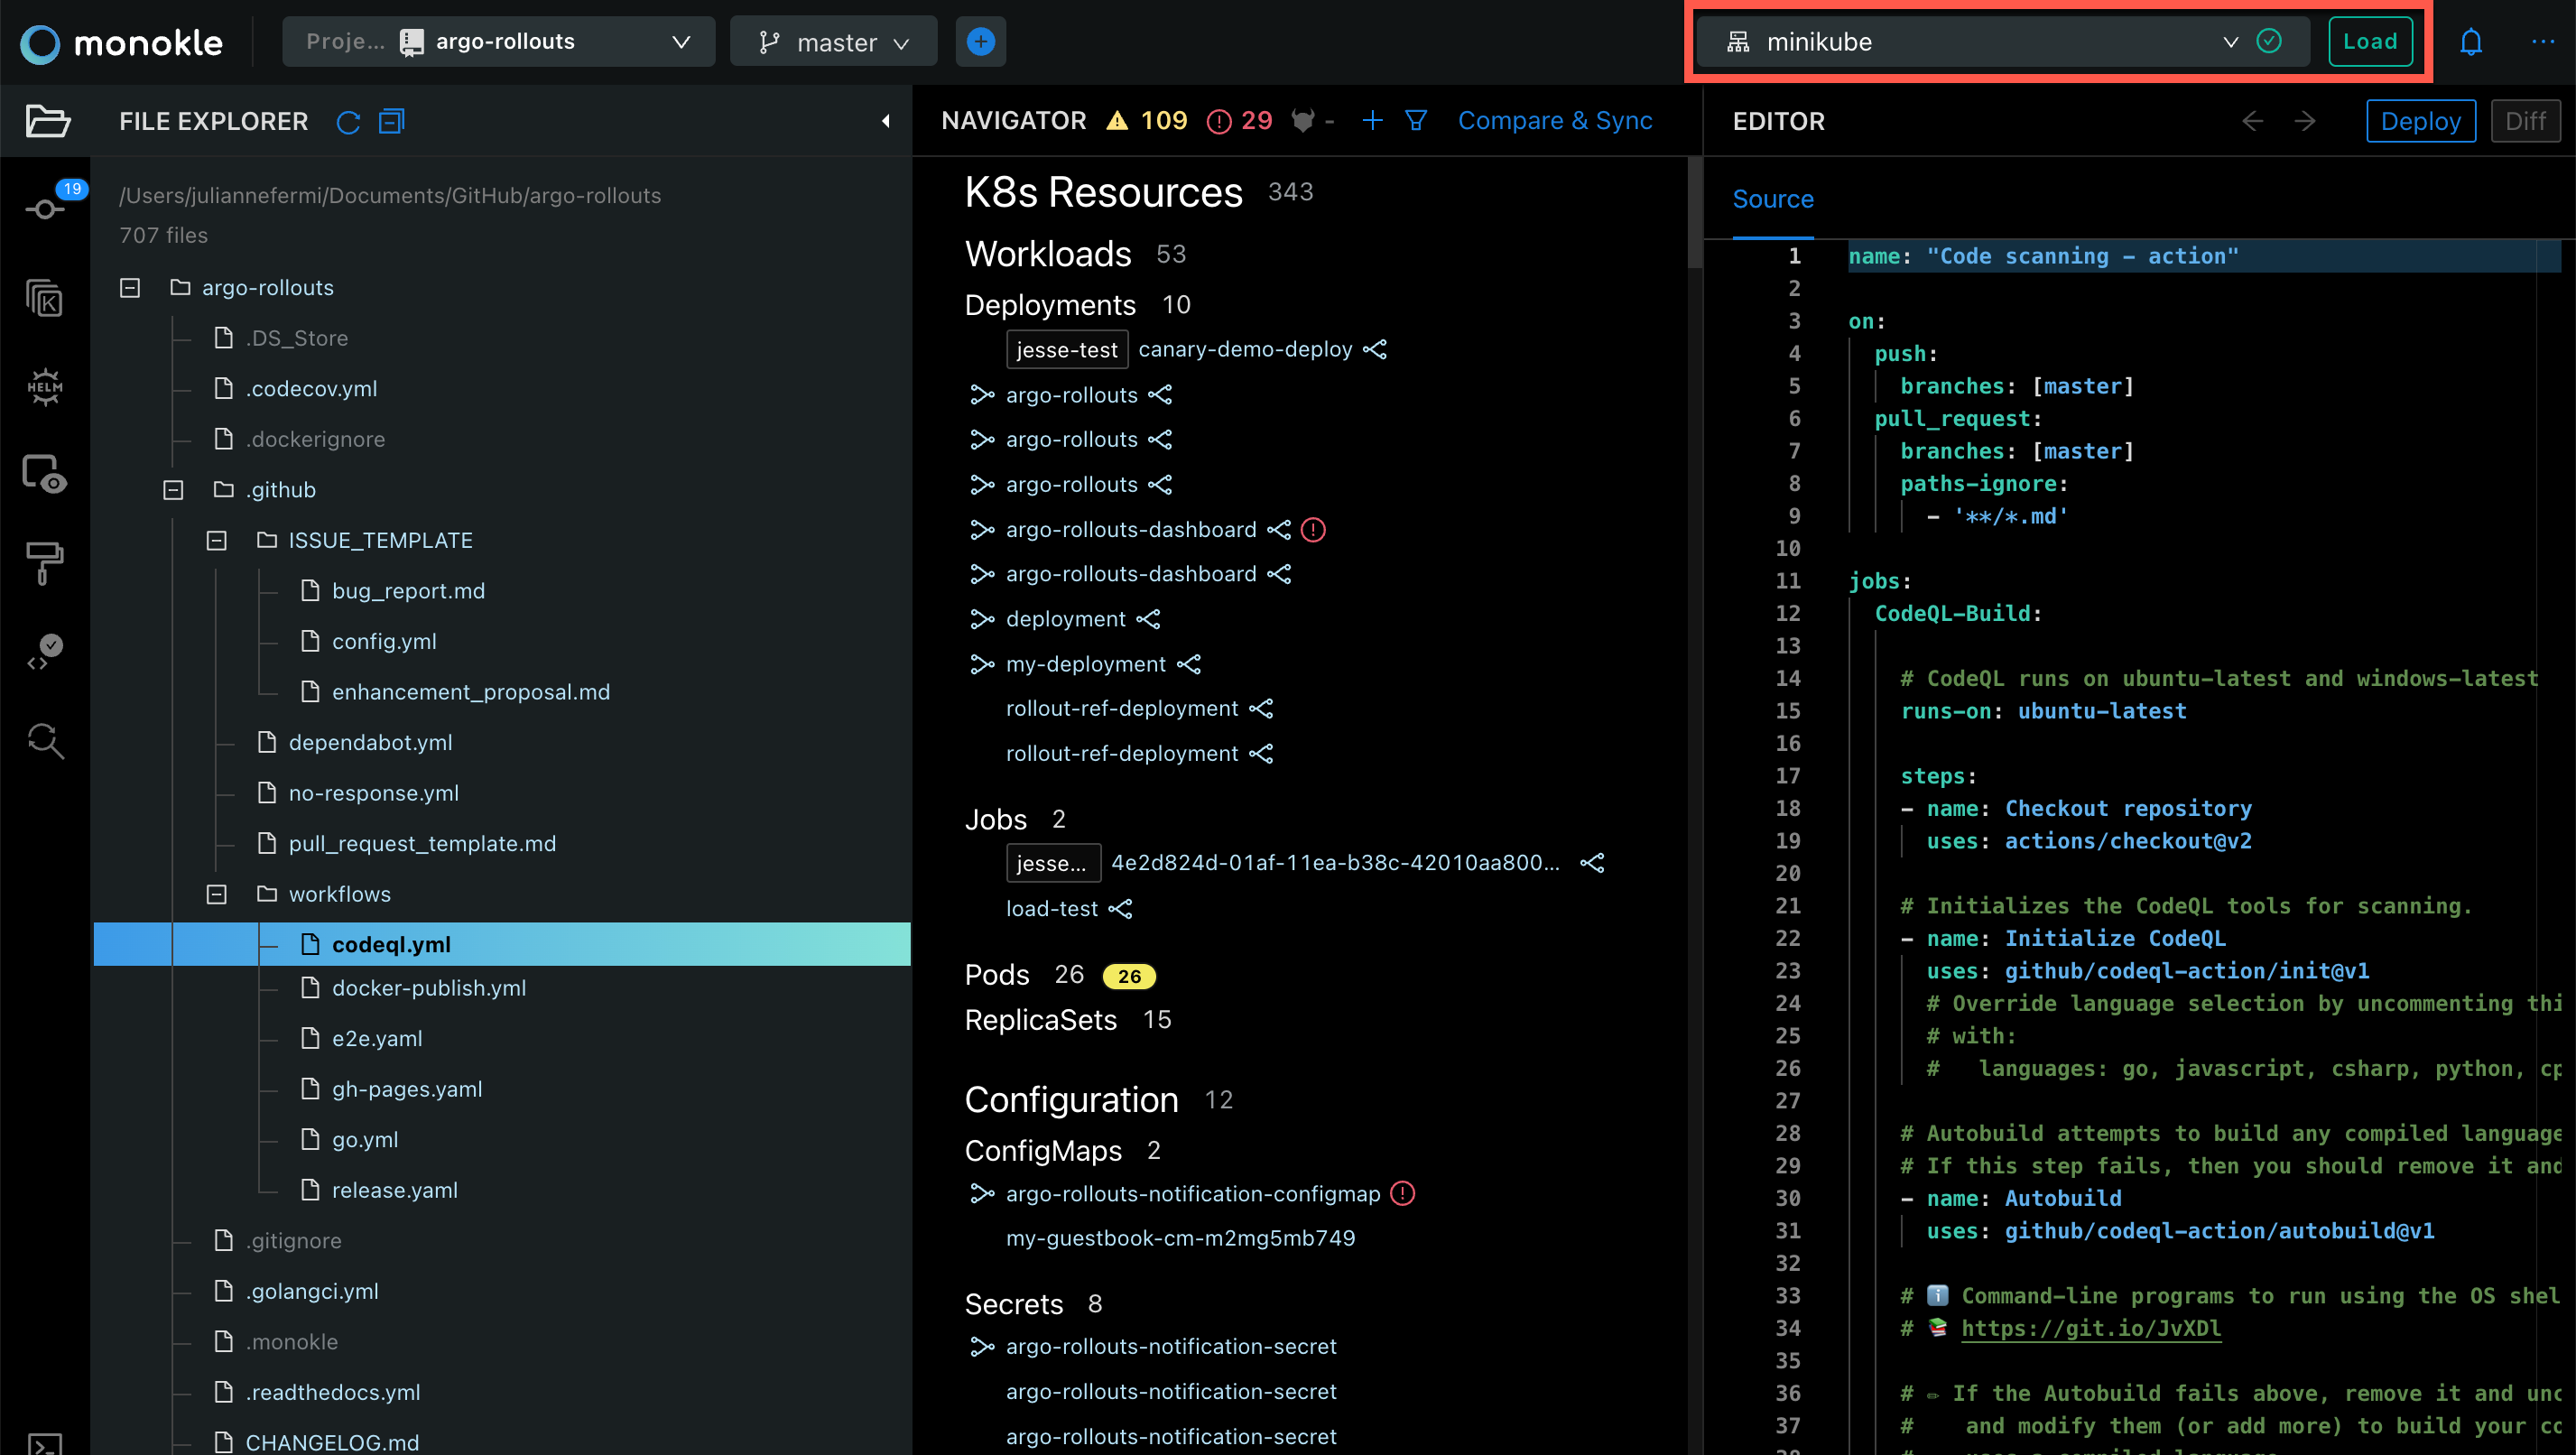 monokle
Proje... argo-rollouts
master
minikube
Load
FILE EXPLORER
19
/Users/juliannefermi/Documents/GitHub/argo-rollouts
707 files
argo-rollouts
.DS_Store
.codecov.yml
.dockerignore
.github
ISSUE_TEMPLATE
bug_report.md
config.yml
enhancement_proposal.md
dependabot.yml
no-response.yml
pull_request_template.md
workflows
codeql.yml
docker-publish.yml
e2e.yaml
gh-pages.yaml
go.yml
release.yaml
.gitignore
.golangci.yml
.monokle
.readthedocs.yml
CHANGELOG.md
K
HELM
NAVIGATOR 109 29 - Compare & Sync
K8s Resources 343
Workloads 53
Deployments 10
jesse-test canary-demo-deploy
argo-rollouts
argo-rollouts
argo-rollouts
argo-rollouts-dashboard
argo-rollouts-dashboard
deployment
my-deployment
rollout-ref-deployment
rollout-ref-deployment
Jobs 2
jesse... 4e2d824d-01af-11ea-b38c-42010aa800...
load-test
Pods 26 26
ReplicaSets 15
Configuration 12
ConfigMaps 2
argo-rollouts-notification-configmap
my-guestbook-cm-m2mg5mb749
Secrets 8
argo-rollouts-notification-secret
argo-rollouts-notification-secret
argo-rollouts-notification-secret
EDITOR
Deploy
Diff
Source
1 name: "Code scanning - action"
2
3 on:
4 push:
5 branches: [master]
6 pull_request:
7 branches: [master]
8 paths-ignore:
9 - '**/*.md'
10
11 jobs:
12 CodeQL-Build:
13
14 # CodeQL runs on ubuntu-latest and windows-latest
15 runs-on: ubuntu-latest
16
17 steps:
18 - name: Checkout repository
19 uses: actions/checkout@v2
20
21 # Initializes the CodeQL tools for scanning.
22 - name: Initialize CodeQL
23 uses: github/codeql-action/init@v1
24 # Override language selection by uncommenting thi
25 # with:
26 # languages: go, javascript, csharp, python, cp
27
28 # Autobuild attempts to build any compiled language
29 # If this step fails, then you should remove it and
30 - name: Autobuild
31 uses: github/codeql-action/autobuild@v1
32
33 # ℹ️ Command-line programs to run using the OS shel
34 # 📚 https://git.io/JvXDl
35
36 # ✏️ If the Autobuild fails above, remove it and unc
37 # and modify them (or add more) to build your co